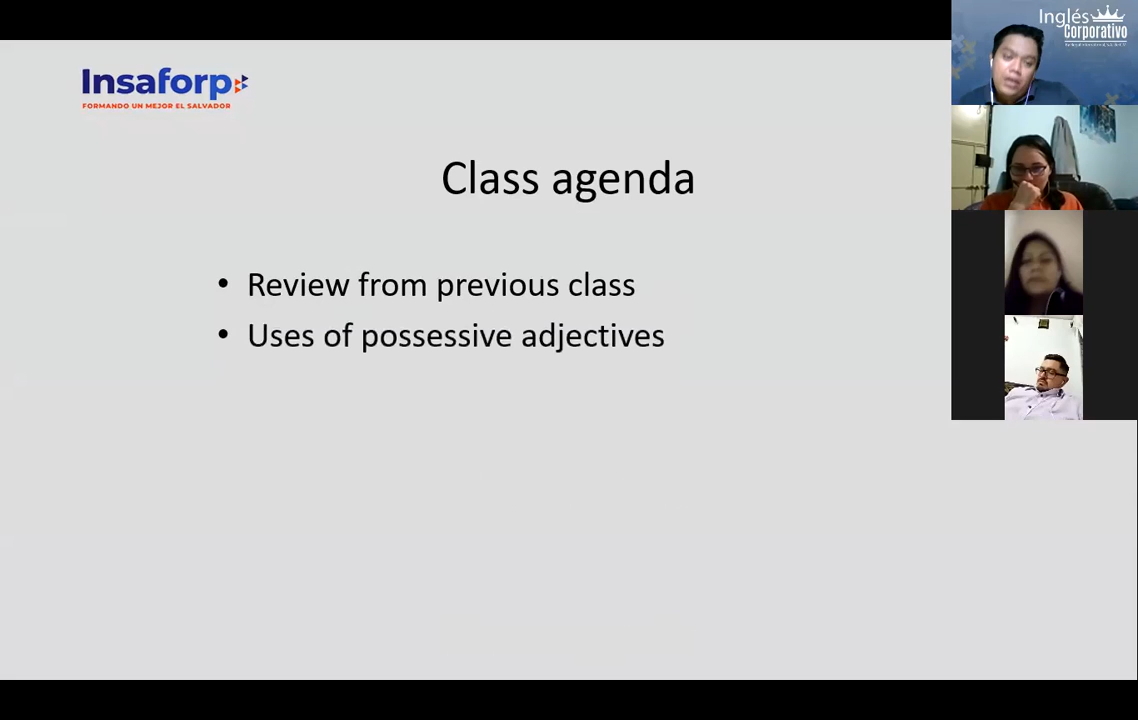 Insaforp
FORMANDO UN MEJOR EL SALVADOR
Class agenda
• Review from previous class
• Uses of possessive adjectives
Inglés
Corporativo